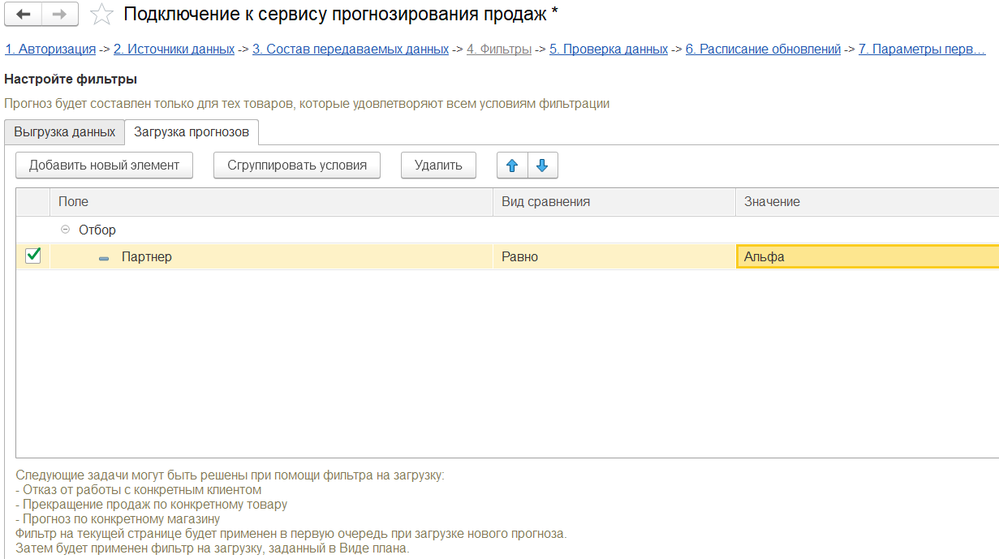 Подключение к сервису прогнозирования продаж *
1. Авторизация -> 2. Источники данных -> 3. Состав передаваемых данных -> 4. Фильтры -> 5. Проверка данных -> 6. Расписание обновлений -> 7. Параметры перв...
Настройте фильтры
Прогноз будет составлен только для тех товаров, которые удовлетворяют всем условиям фильтрации
Выгрузка данных Загрузка прогнозов
Добавить новый элемент Сгруппировать условия Удалить
Поле Вид сравнения Значение
Отбор
Партнер Равно Альфа
Следующие задачи могут быть решены при помощи фильтра на загрузку:
- Отказ от работы с конкретным клиентом
- Прекращение продаж по конкретному товару
- Прогноз по конкретному магазину
Фильтр на текущей странице будет применен в первую очередь при загрузке нового прогноза.
Затем будет применен фильтр на загрузку, заданный в Виде плана.